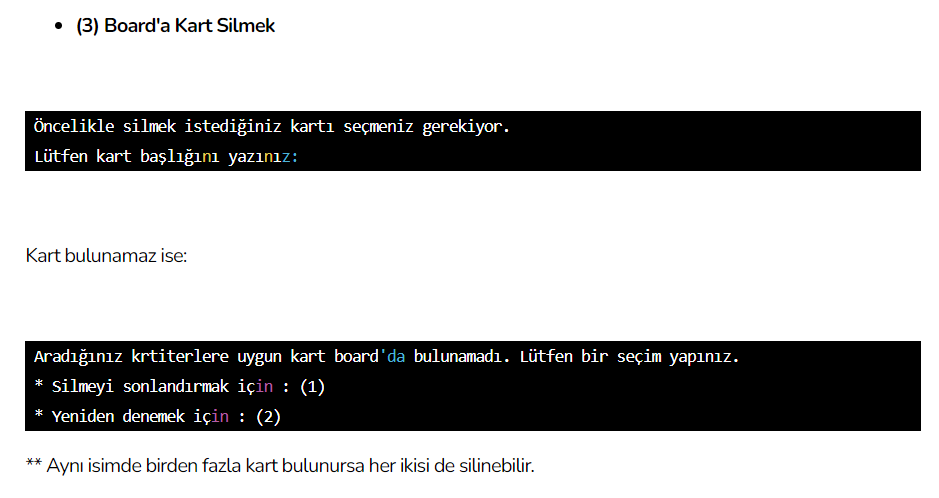 • (3) Board'a Kart Silmek
Öncelikle silmek istediğiniz kartı seçmeniz gerekiyor.
Lütfen kart başlığını yazınız:
Kart bulunamaz ise:
Aradığınız krtiterlere uygun kart board'da bulunamadı. Lütfen bir seçim yapınız.
* Silmeyi sonlandırmak için : (1)
* Yeniden denemek için : (2)
** Aynı isimde birden fazla kart bulunursa her ikisi de silinebilir.